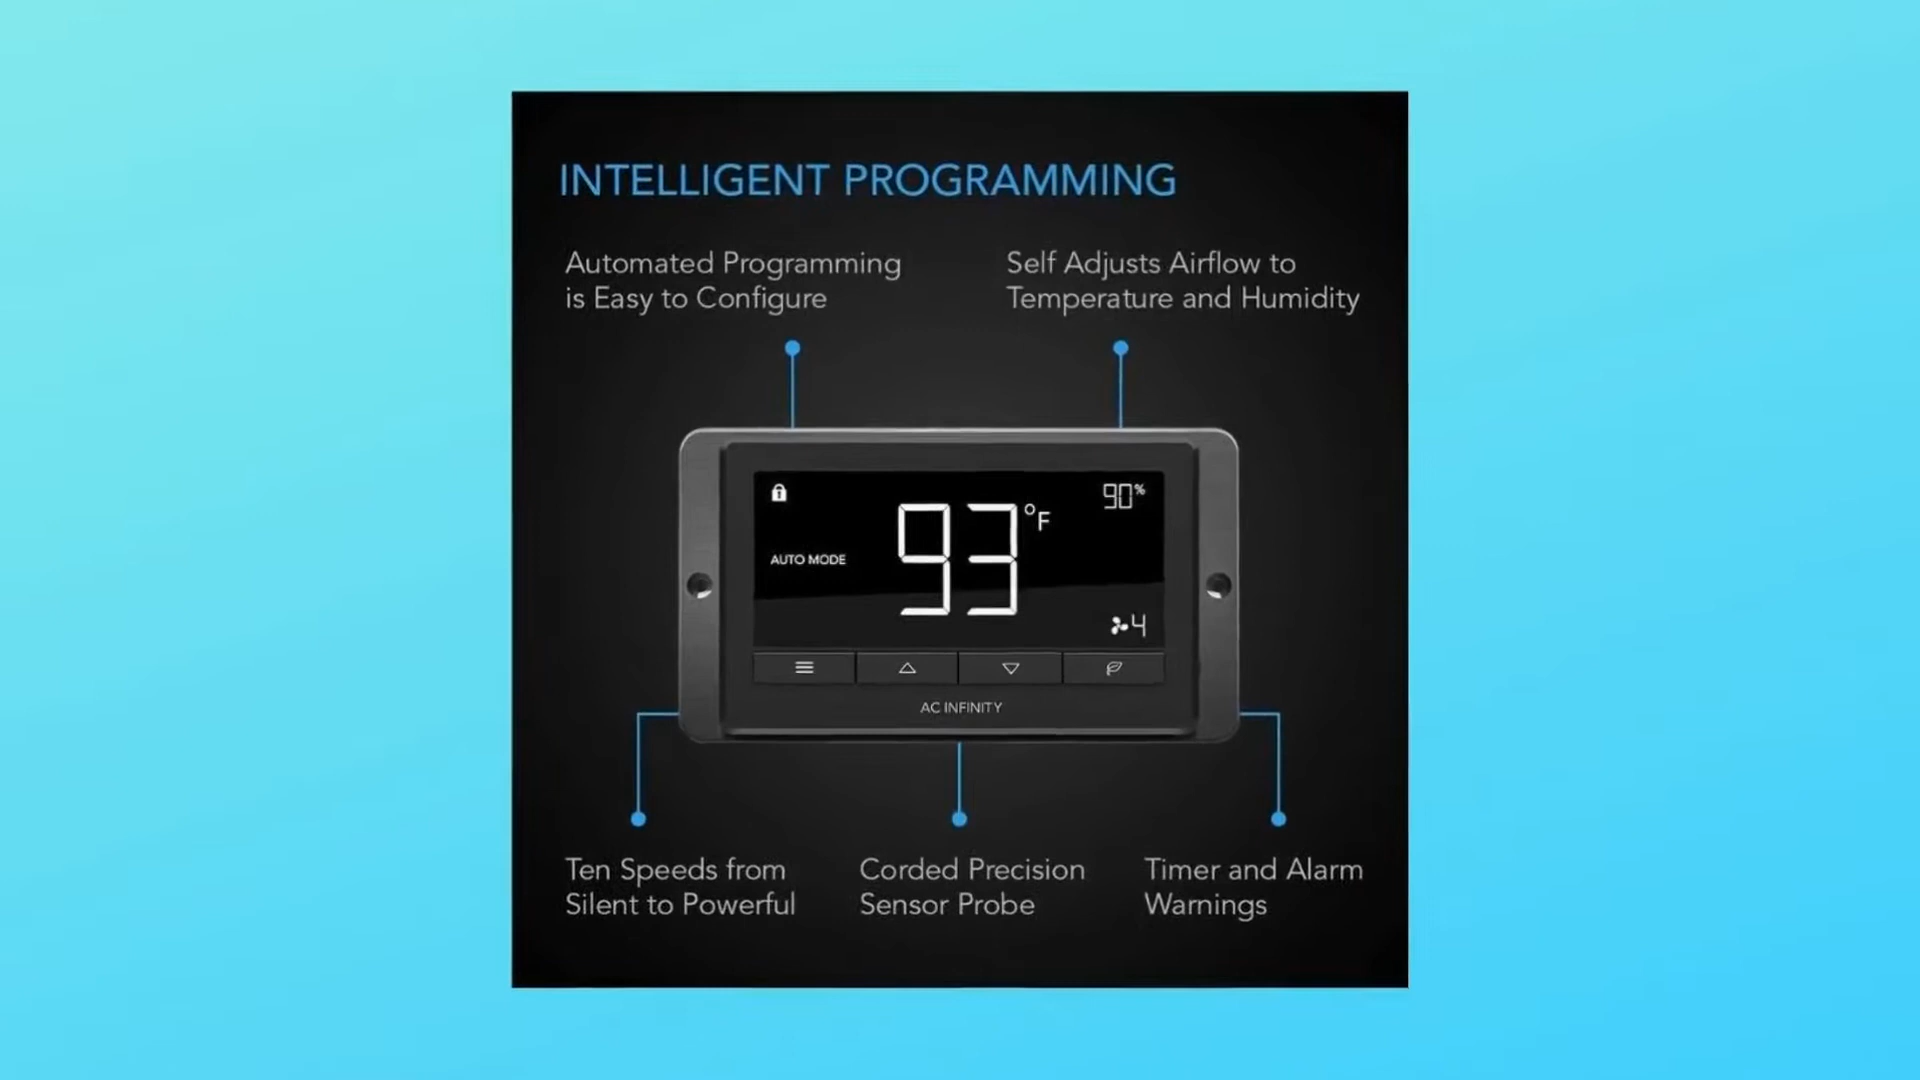 INTELLIGENT PROGRAMMING
Automated Programming
is Easy to Configure
Self Adjusts Airflow to
Temperature and Humidity
90%
93°F
AUTO MODE
4
AC INFINITY
Ten Speeds from
Silent to Powerful
Corded Precision
Sensor Probe
Timer and Alarm
Warnings